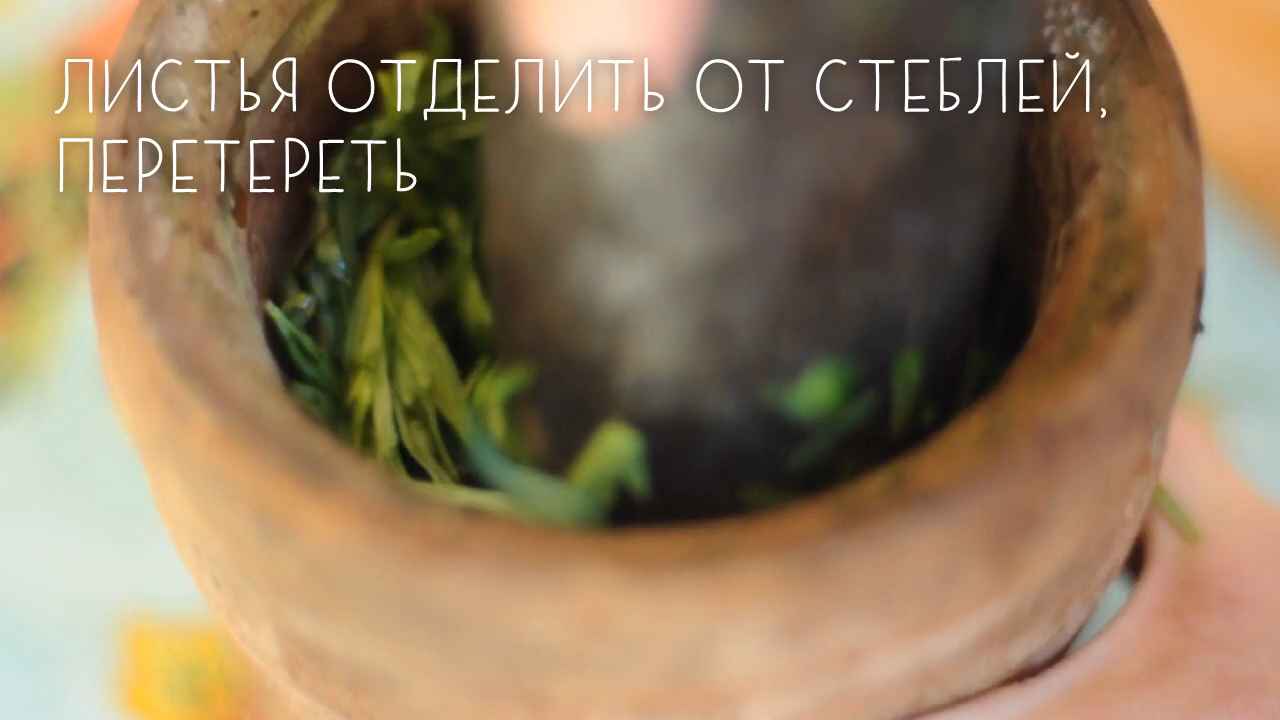 ЛИСТЬЯ ОТДЕЛИТЬ ОТ СТЕБЛЕЙ,
ПЕРЕТЕРЕТЬ